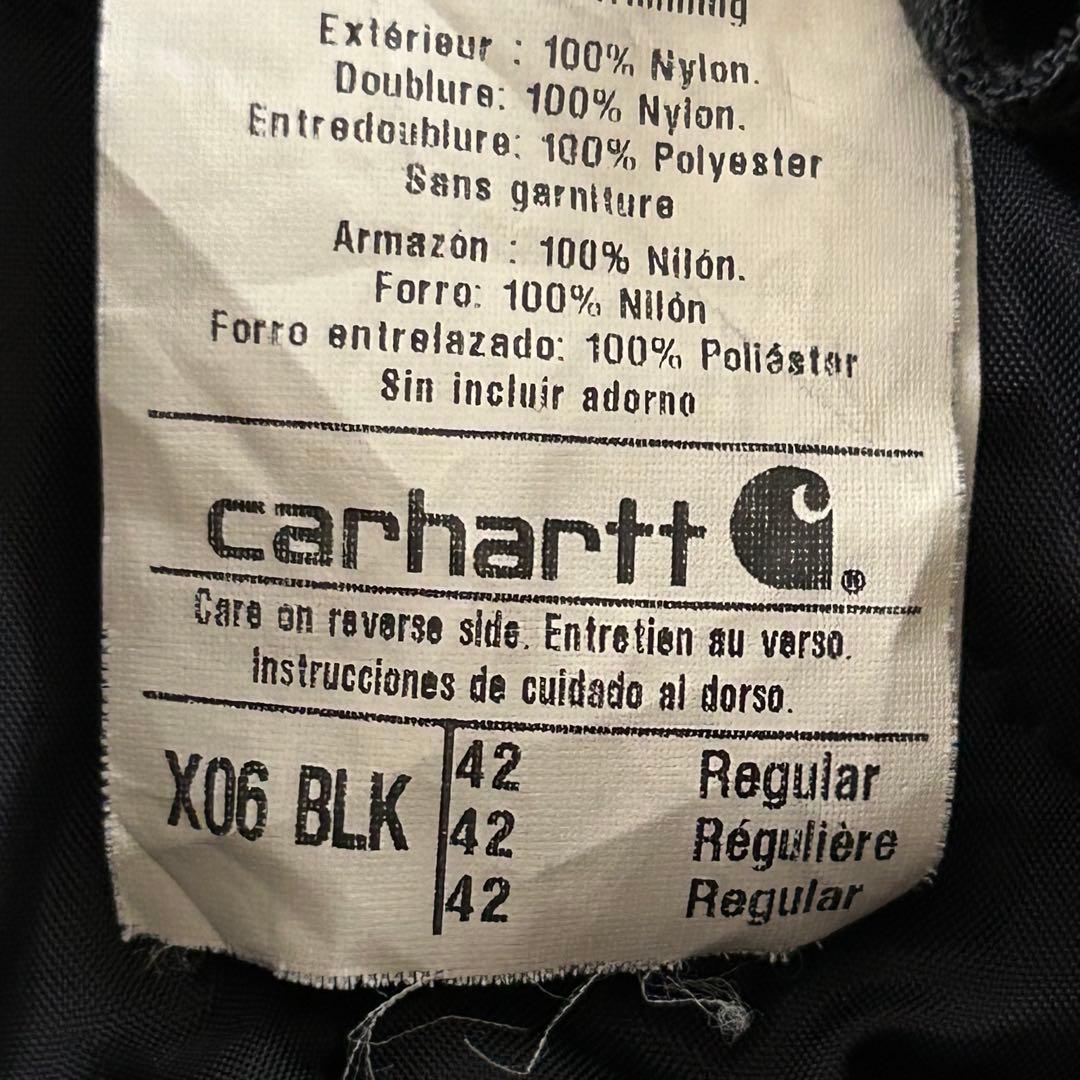 Extérieur : 100% Nylon.
Doublure: 100% Nylon.
Entredoublure: 100% Polyester
Sans garniture
Armazón : 100% Nilón.
Forro: 100% Nilón
Forro entrelazado: 100% Poliéster
Sin incluir adorno
carhartt ®
Care on reverse side. Entretien au verso.
Instrucciones de cuidado al dorso.
X06 BLK
42 Regular
42 Régulière
42 Regular